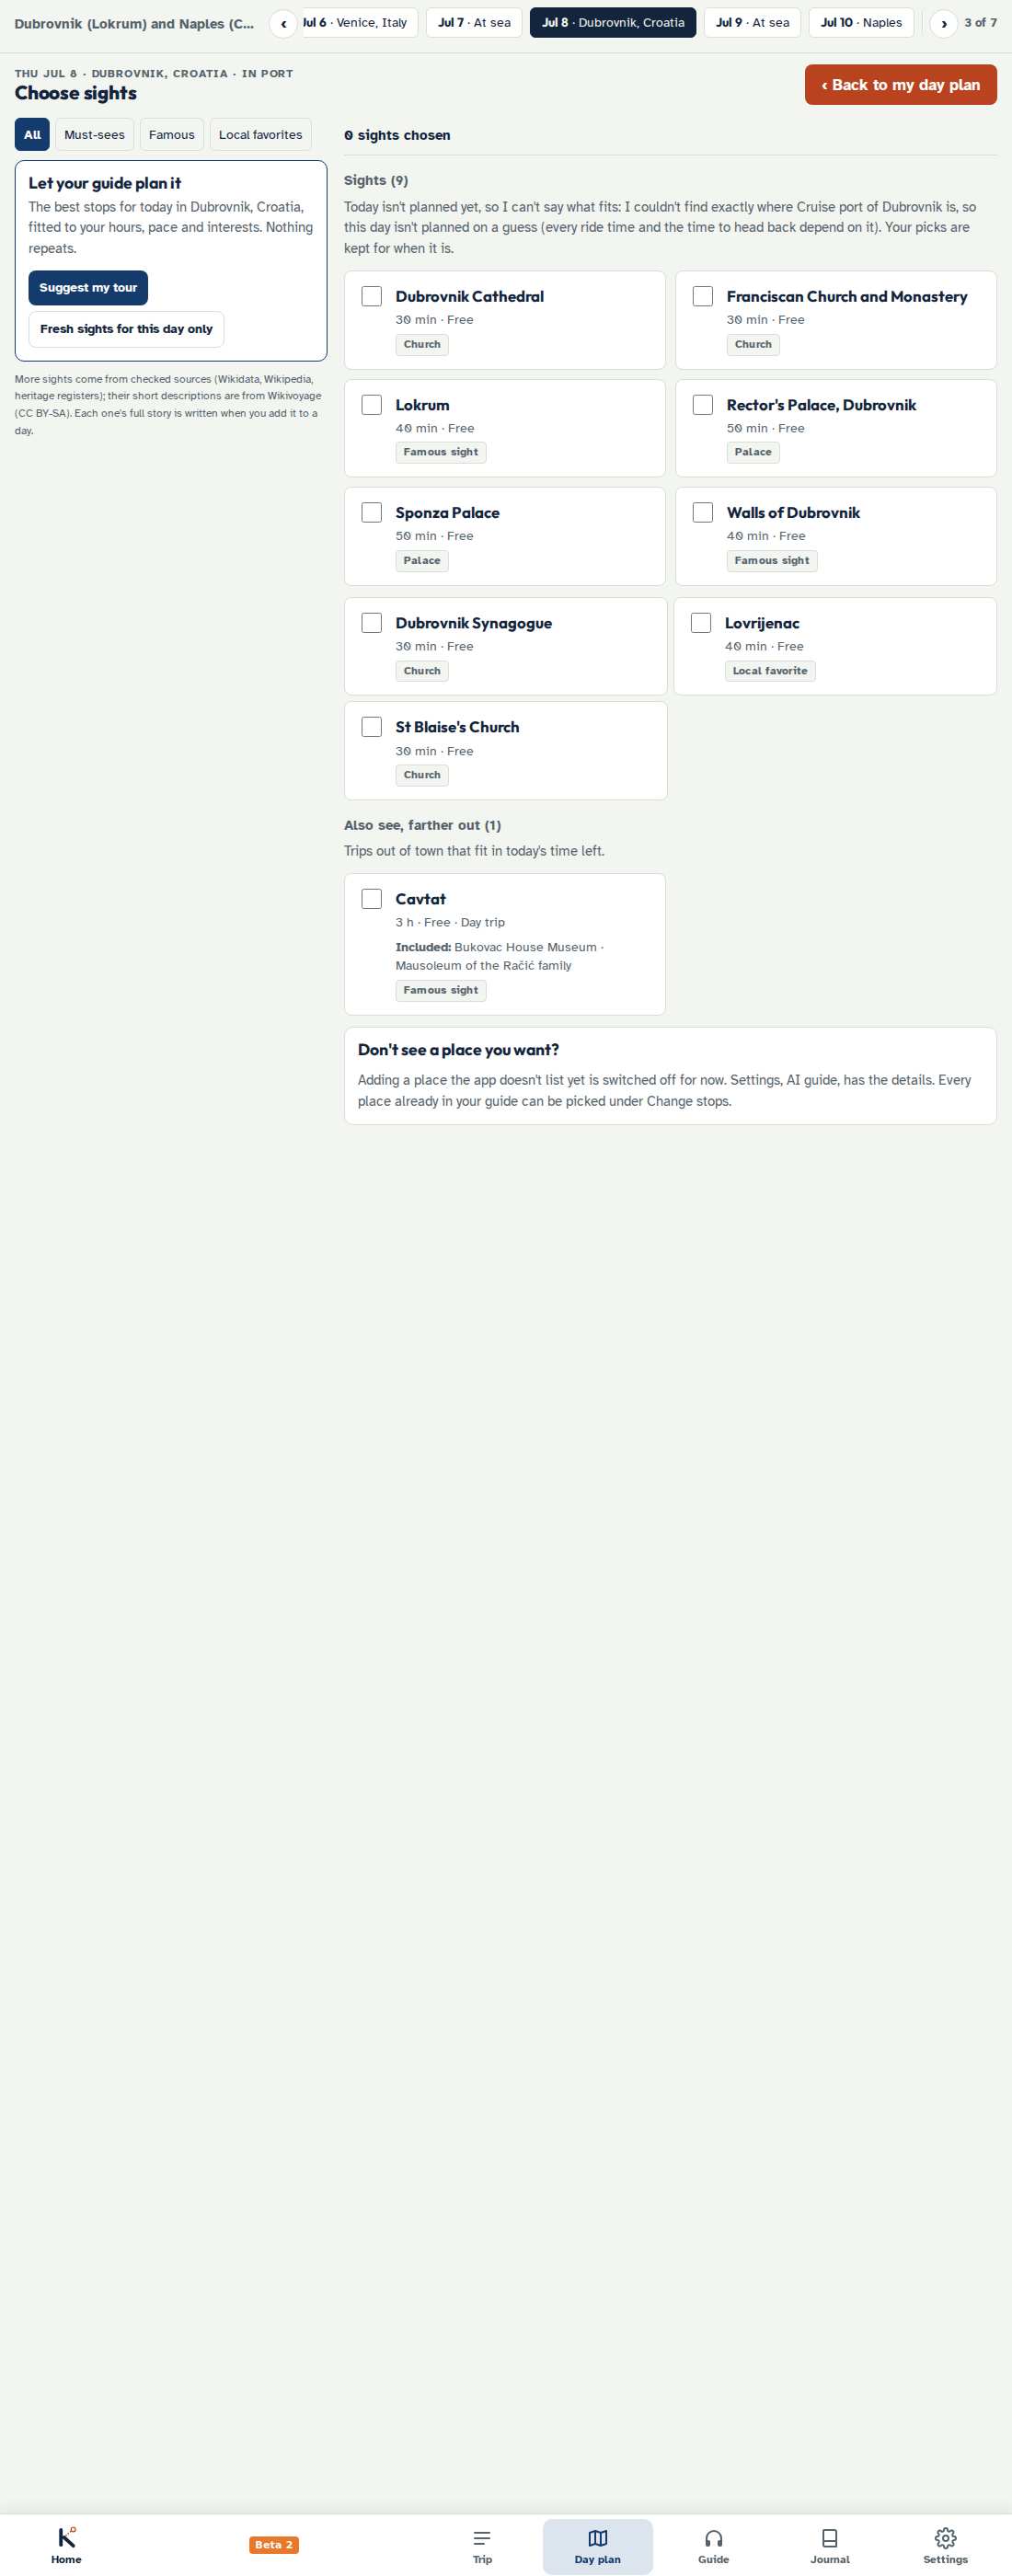 Dubrovnik (Lokrum) and Naples (C...
‹
Jul 6 · Venice, Italy
Jul 7 · At sea
Jul 8 · Dubrovnik, Croatia
Jul 9 · At sea
Jul 10 · Naples
›
3 of 7
THU JUL 8 · DUBROVNIK, CROATIA · IN PORT
Choose sights
‹ Back to my day plan
All
Must-sees
Famous
Local favorites
Let your guide plan it
The best stops for today in Dubrovnik, Croatia,
fitted to your hours, pace and interests. Nothing
repeats.
Suggest my tour
Fresh sights for this day only
More sights come from checked sources (Wikidata, Wikipedia,
heritage registers); their short descriptions are from Wikivoyage
(CC BY-SA). Each one's full story is written when you add it to a
day.
0 sights chosen
Sights (9)
Today isn't planned yet, so I can't say what fits: I couldn't find exactly where Cruise port of Dubrovnik is, so
this day isn't planned on a guess (every ride time and the time to head back depend on it). Your picks are
kept for when it is.
Dubrovnik Cathedral
30 min · Free
Church
Franciscan Church and Monastery
30 min · Free
Church
Lokrum
40 min · Free
Famous sight
Rector's Palace, Dubrovnik
50 min · Free
Palace
Sponza Palace
50 min · Free
Palace
Walls of Dubrovnik
40 min · Free
Famous sight
Dubrovnik Synagogue
30 min · Free
Church
Lovrijenac
40 min · Free
Local favorite
St Blaise's Church
30 min · Free
Church
Also see, farther out (1)
Trips out of town that fit in today's time left.
Cavtat
3 h · Free · Day trip
Included: Bukovac House Museum ·
Mausoleum of the Račić family
Famous sight
Don't see a place you want?
Adding a place the app doesn't list yet is switched off for now. Settings, AI guide, has the details. Every
place already in your guide can be picked under Change stops.
Home
Beta 2
Trip
Day plan
Guide
Journal
Settings